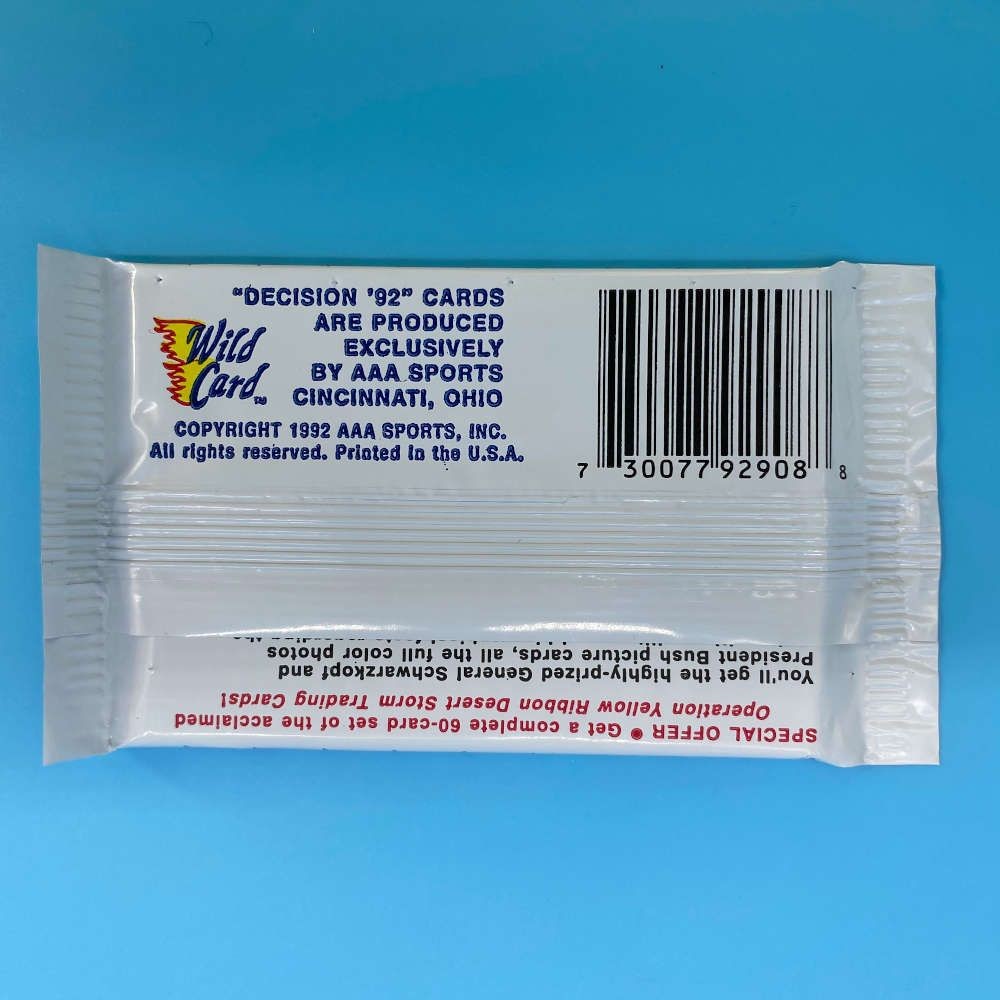 "DECISION '92" CARDS
ARE PRODUCED
EXCLUSIVELY
BY AAA SPORTS
CINCINNATI, OHIO
Wild
Card TM
COPYRIGHT 1992 AAA SPORTS, INC.
All rights reserved. Printed in the U.S.A.
7 30077 92908 8
SPECIAL OFFER • Get a complete 60-card set of the acclaimed
Operation Yellow Ribbon Desert Storm Trading Cards!
You'll get the highly-prized General Schwarzkopf and
President Bush picture cards, all the full color photos